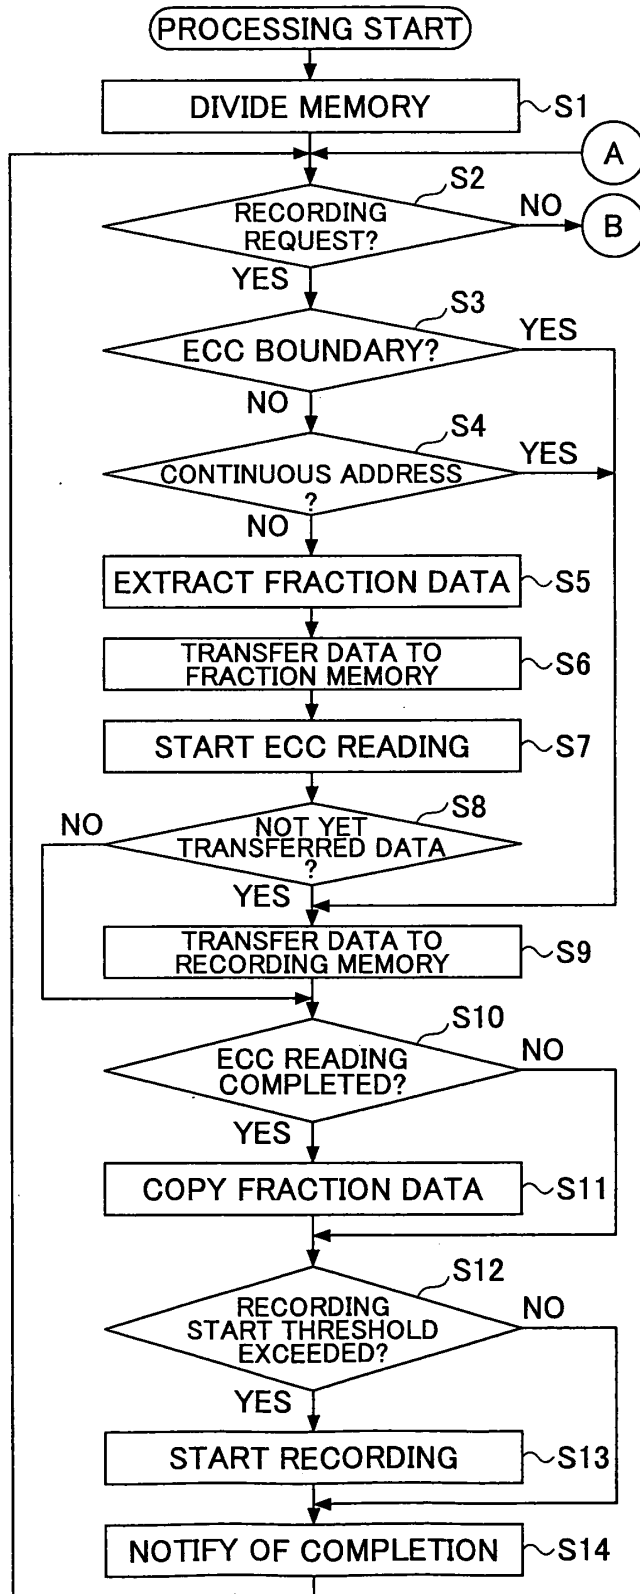 PROCESSING START
DIVIDE MEMORY
S1
A
S2
RECORDING
REQUEST?
NO
B
YES
S3
ECC BOUNDARY?
YES
NO
S4
CONTINUOUS ADDRESS
?
YES
NO
EXTRACT FRACTION DATA
S5
TRANSFER DATA TO
FRACTION MEMORY
S6
START ECC READING
S7
S8
NO
NOT YET
TRANSFERRED DATA
?
YES
TRANSFER DATA TO
RECORDING MEMORY
S9
S10
ECC READING
COMPLETED?
NO
YES
COPY FRACTION DATA
S11
S12
RECORDING
START THRESHOLD
EXCEEDED?
NO
YES
START RECORDING
S13
NOTIFY OF COMPLETION
S14